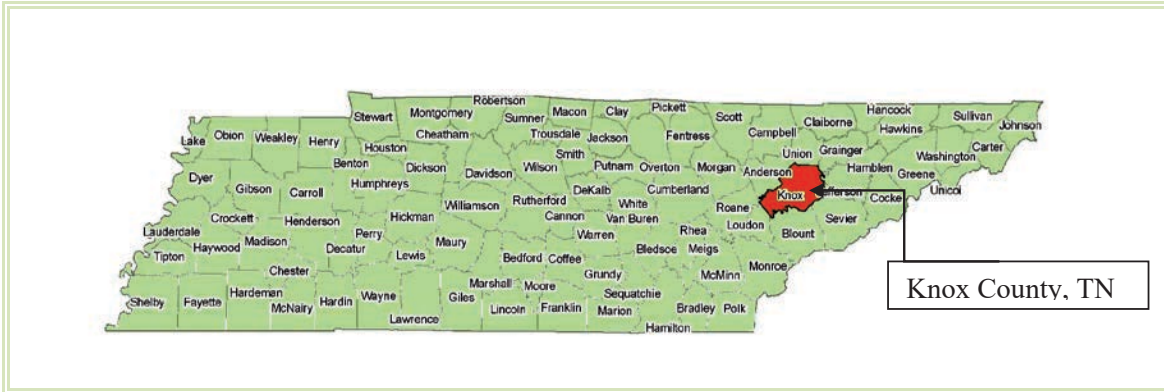 Stewart Montgomery Robertson Sumner Macon Clay Pickett Scott Claiborne Hancock Hawkins Sullivan Johnson
Lake Obion Weakley Henry Houston Cheatham Trousdale Jackson Fentress Campbell Union Grainger Washington Carter
Benton Dickson Davidson Wilson Smith Putnam Overton Morgan Anderson Hamblen Greene Unicoi
Dyer Gibson Carroll Humphreys Williamson Rutherford DeKalb Cumberland Knox Jefferson Cocke
Crockett Henderson Hickman Cannon White Van Buren Roane Loudon Sevier
Lauderdale Haywood Madison Decatur Perry Lewis Maury Warren Rhea Blount
Tipton Chester Bedford Coffee Bledsoe Meigs Monroe
Shelby Fayette Hardeman McNairy Hardin Wayne Giles Marshall Moore Grundy Sequatchie McMinn
Lawrence Lincoln Franklin Marion Hamilton Bradley Polk
Knox County, TN